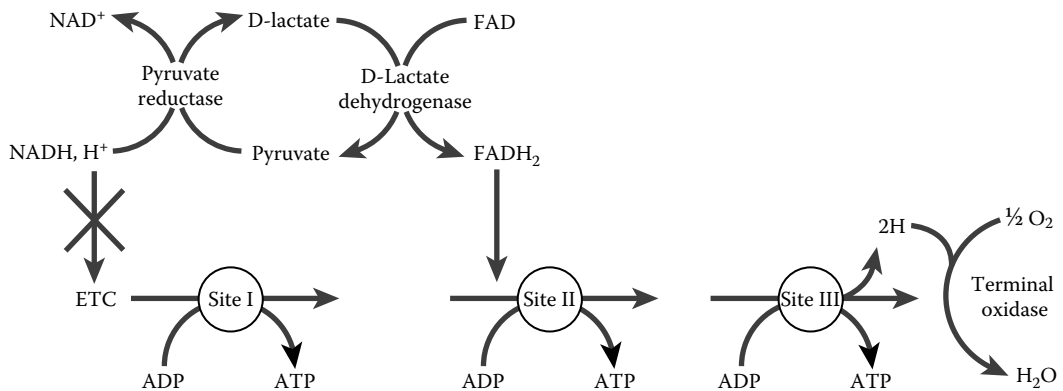 NAD⁺
D-lactate
FAD
Pyruvate
reductase
D-Lactate
dehydrogenase
NADH, H⁺
Pyruvate
FADH₂
2H
½ O₂
ETC
Site I
Site II
Site III
Terminal
oxidase
ADP
ATP
ADP
ATP
ADP
ATP
H₂O